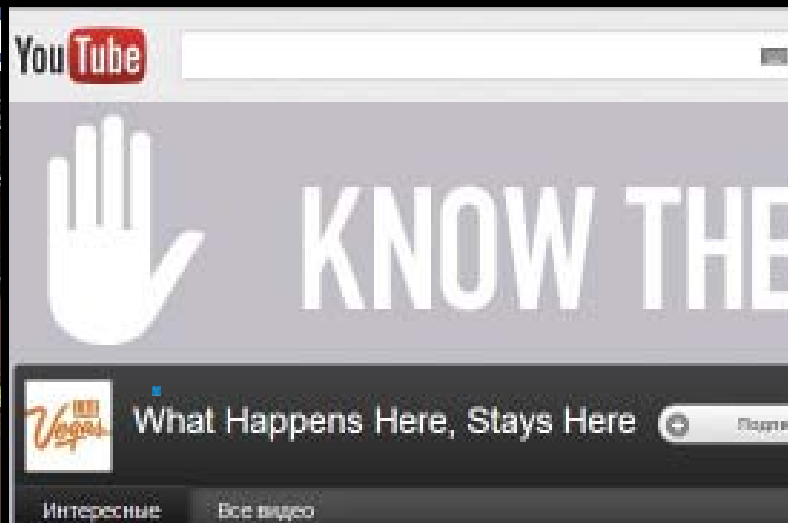 YouTube
KNOW THE
Vegas
What Happens Here, Stays Here
Интересные Все видео